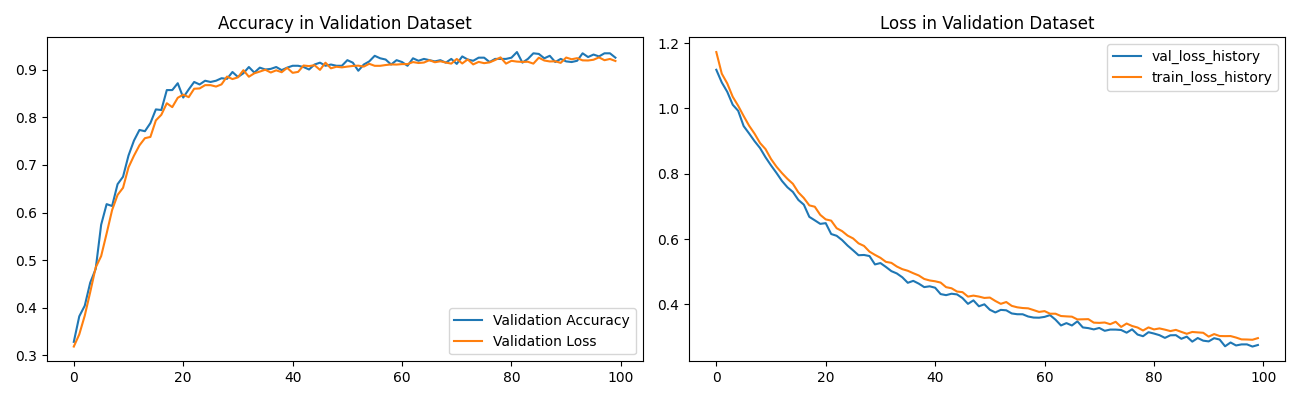 Accuracy in Validation Dataset
0.9
0.8
0.7
0.6
0.5
0.4
0.3
0 20 40 60 80 100
Validation Accuracy
Validation Loss
Loss in Validation Dataset
1.2
1.0
0.8
0.6
0.4
0 20 40 60 80 100
val_loss_history
train_loss_history